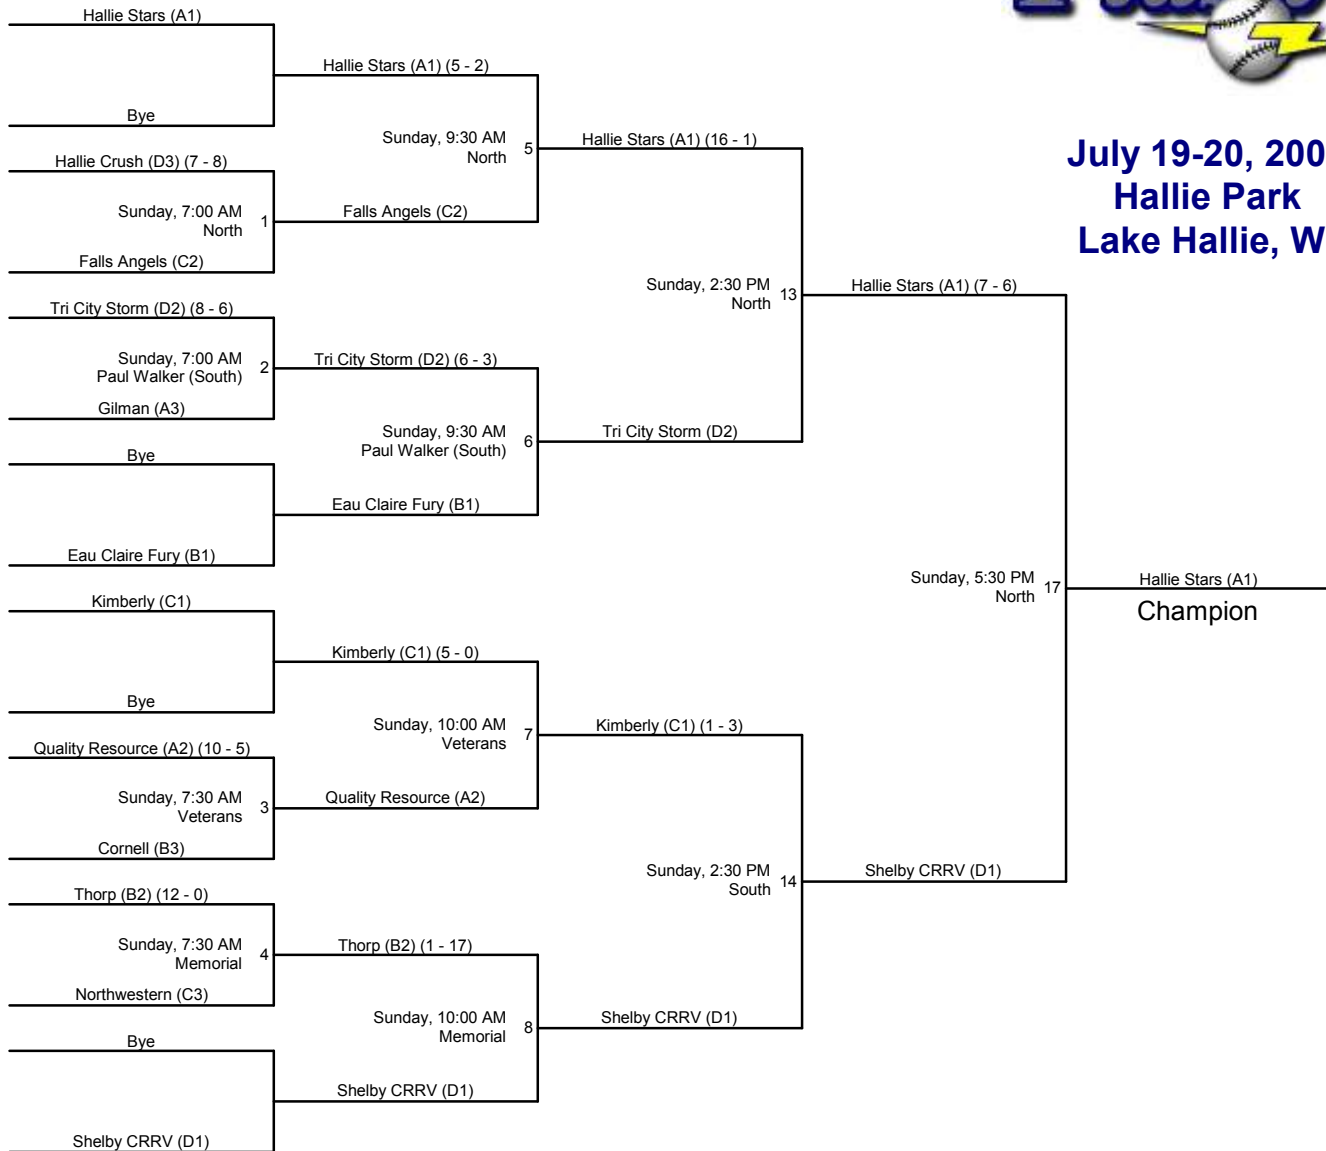 Hallie Stars (A1)
Hallie Stars (A1) (5 - 2)
Bye
Sunday, 9:30 AM
North
5
Hallie Stars (A1) (16 - 1)
July 19-20, 200
Hallie Park
Lake Hallie, W
Hallie Crush (D3) (7 - 8)
Sunday, 7:00 AM
North
1
Falls Angels (C2)
Falls Angels (C2)
Sunday, 2:30 PM
North
13
Hallie Stars (A1) (7 - 6)
Tri City Storm (D2) (8 - 6)
Sunday, 7:00 AM
Paul Walker (South)
2
Tri City Storm (D2) (6 - 3)
Gilman (A3)
Sunday, 9:30 AM
Paul Walker (South)
6
Tri City Storm (D2)
Bye
Eau Claire Fury (B1)
Eau Claire Fury (B1)
Sunday, 5:30 PM
North
17
Hallie Stars (A1)
Champion
Kimberly (C1)
Kimberly (C1) (5 - 0)
Bye
Sunday, 10:00 AM
Veterans
7
Kimberly (C1) (1 - 3)
Quality Resource (A2) (10 - 5)
Sunday, 7:30 AM
Veterans
3
Quality Resource (A2)
Cornell (B3)
Sunday, 2:30 PM
South
14
Shelby CRRV (D1)
Thorp (B2) (12 - 0)
Sunday, 7:30 AM
Memorial
4
Thorp (B2) (1 - 17)
Northwestern (C3)
Sunday, 10:00 AM
Memorial
8
Shelby CRRV (D1)
Bye
Shelby CRRV (D1)
Shelby CRRV (D1)